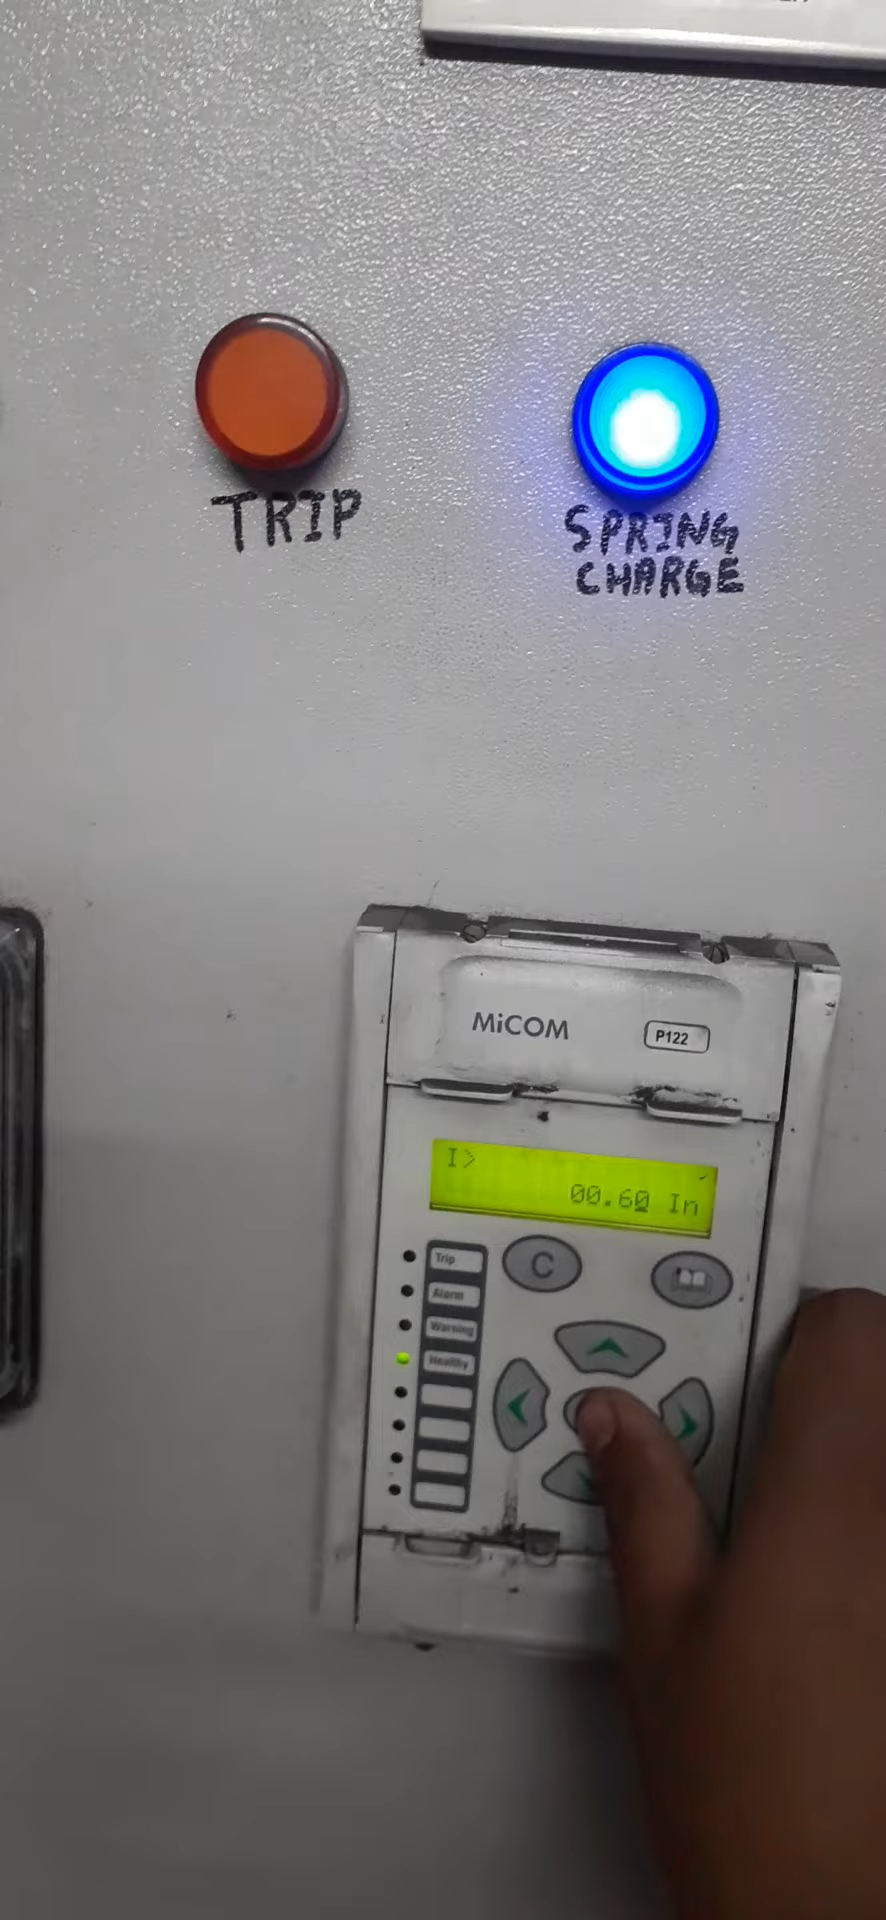 TRIP
SPRING
CHARGE
MiCOM
P122
I>
00.60 In
Trip
C
Alarm
Warning
Healthy